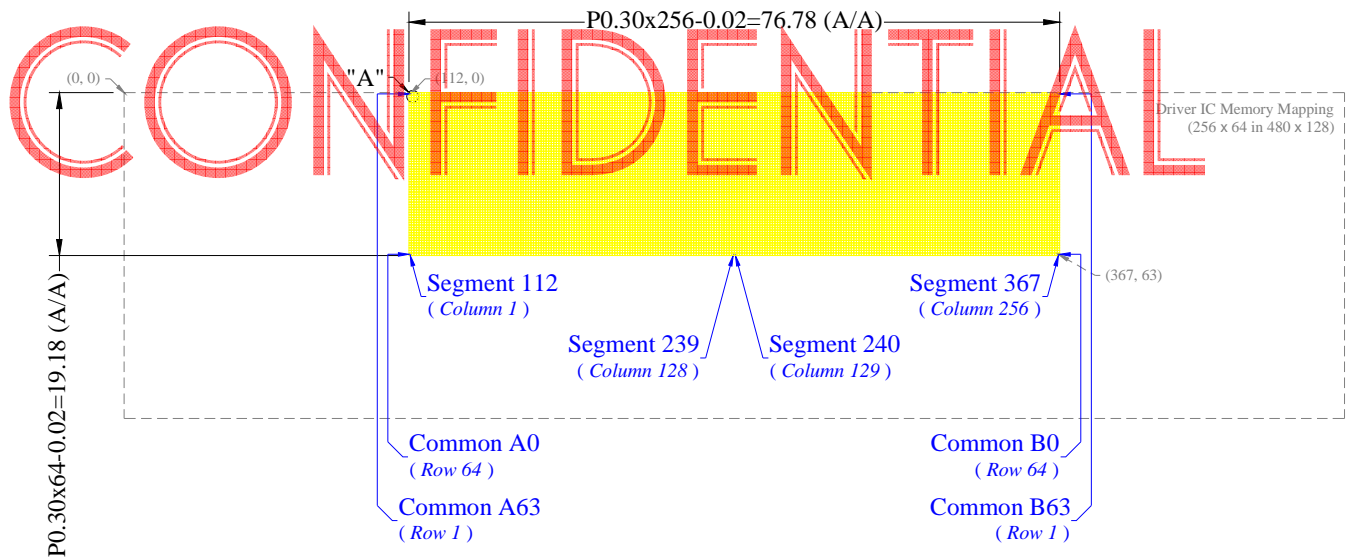 P0.30x256-0.02=76.78 (A/A)
CONFIDENTIAL
(0, 0)
"A"
(112, 0)
Driver IC Memory Mapping
(256 x 64 in 480 x 128)
P0.30x64-0.02=19.18 (A/A)
(367, 63)
Segment 112
( Column 1 )
Segment 367
( Column 256 )
Segment 239
( Column 128 )
Segment 240
( Column 129 )
Common A0
( Row 64 )
Common B0
( Row 64 )
Common A63
( Row 1 )
Common B63
( Row 1 )